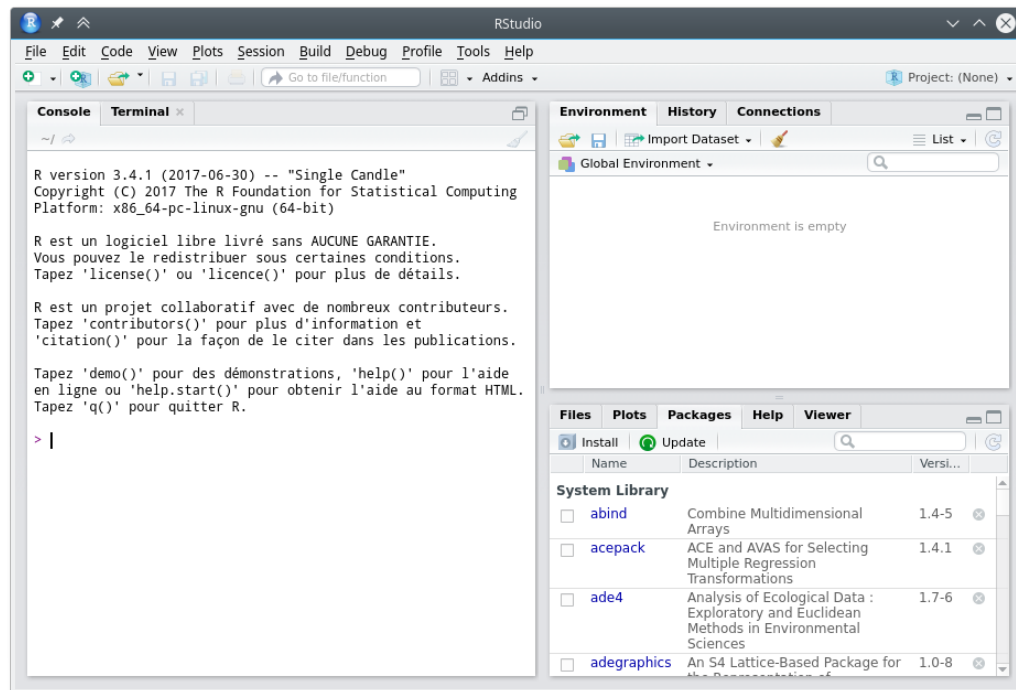 RStudio
File Edit Code View Plots Session Build Debug Profile Tools Help
Go to file/function Addins Project: (None)
Console Terminal
~/
R version 3.4.1 (2017-06-30) -- "Single Candle"
Copyright (C) 2017 The R Foundation for Statistical Computing
Platform: x86_64-pc-linux-gnu (64-bit)
R est un logiciel libre livré sans AUCUNE GARANTIE.
Vous pouvez le redistribuer sous certaines conditions.
Tapez 'license()' ou 'licence()' pour plus de détails.
R est un projet collaboratif avec de nombreux contributeurs.
Tapez 'contributors()' pour plus d'information et
'citation()' pour la façon de le citer dans les publications.
Tapez 'demo()' pour des démonstrations, 'help()' pour l'aide
en ligne ou 'help.start()' pour obtenir l'aide au format HTML.
Tapez 'q()' pour quitter R.
>
Environment History Connections
Import Dataset List
Global Environment
Environment is empty
Files Plots Packages Help Viewer
Install Update
Name Description Versi...
System Library
abind Combine Multidimensional 1.4-5
Arrays
acepack ACE and AVAS for Selecting 1.4.1
Multiple Regression
Transformations
ade4 Analysis of Ecological Data : 1.7-6
Exploratory and Euclidean
Methods in Environmental
Sciences
adegraphics An S4 Lattice-Based Package for 1.0-8
the Representation of